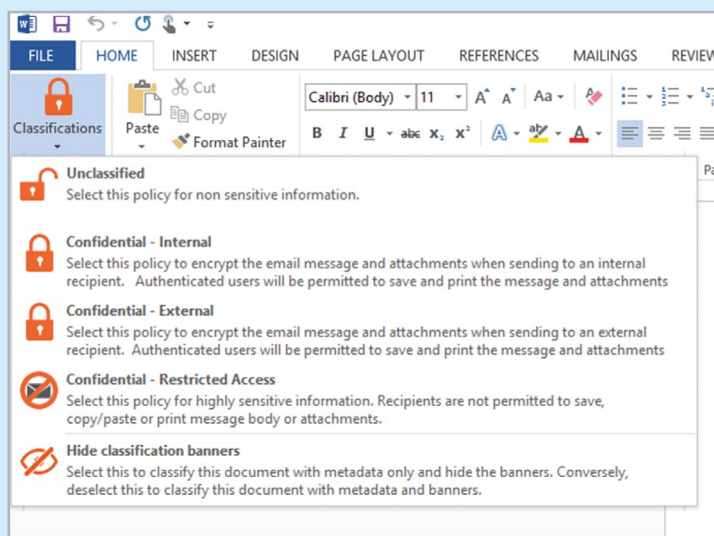 FILE HOME INSERT DESIGN PAGE LAYOUT REFERENCES MAILINGS REVIEW
Classifications
Paste
Cut
Copy
Format Painter
Calibri (Body) 11 A A Aa
B I U abc X₂ X² A aby A
Unclassified
Select this policy for non sensitive information.
Confidential - Internal
Select this policy to encrypt the email message and attachments when sending to an internal
recipient. Authenticated users will be permitted to save and print the message and attachments
Confidential - External
Select this policy to encrypt the email message and attachments when sending to an external
recipient. Authenticated users will be permitted to save and print the message and attachments
Confidential - Restricted Access
Select this policy for highly sensitive information. Recipients are not permitted to save,
copy/paste or print message body or attachments.
Hide classification banners
Select this to classify this document with metadata only and hide the banners. Conversely,
deselect this to classify this document with metadata and banners.